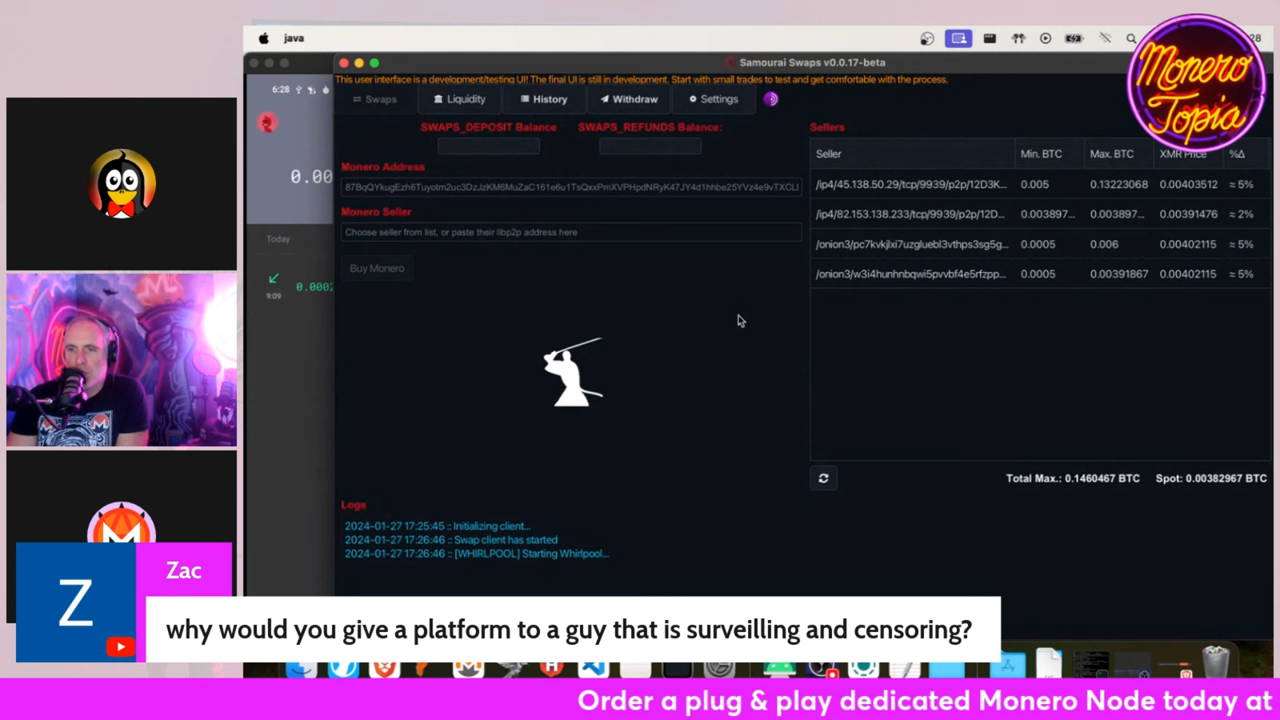 java
28
Monero
Topia
Samourai Swaps v0.0.17-beta
This user interface is a development/testing UI! The final UI is still in development. Start with small trades to test and get comfortable with the process.
6:28
Swaps
Liquidity
History
Withdraw
Settings
SWAPS_DEPOSIT Balance
SWAPS_REFUNDS Balance:
Sellers
Seller
Min. BTC
Max. BTC
XMR Price
%Δ
Monero Address
0.00
/ip4/45.138.50.29/tcp/9939/p2p/12D3K...
0.005
0.13223068
0.00403512
≈ 5%
Monero Seller
/ip4/82.153.138.233/tcp/9939/p2p/12D...
0.003897...
0.003897...
0.00391476
≈ 2%
Choose seller from list, or paste their libp2p address here
Today
/onion3/pc7kvkjlxi7uzgluebl3vthps3sg5g...
0.0005
0.006
0.00402115
≈ 5%
Buy Monero
/onion3/w3i4hunhnbqwi5pvvbf4e5rfzpp...
0.0005
0.00391867
0.00402115
≈ 5%
9:09
0.0002
Total Max.: 0.1460467 BTC
Spot: 0.00382967 BTC
Logs
2024-01-27 17:25:45 :: Initializing client...
2024-01-27 17:26:46 :: Swap client has started
2024-01-27 17:26:46 :: [WHIRLPOOL] Starting Whirlpool...
Z
Zac
why would you give a platform to a guy that is surveilling and censoring?
Order a plug & play dedicated Monero Node today at